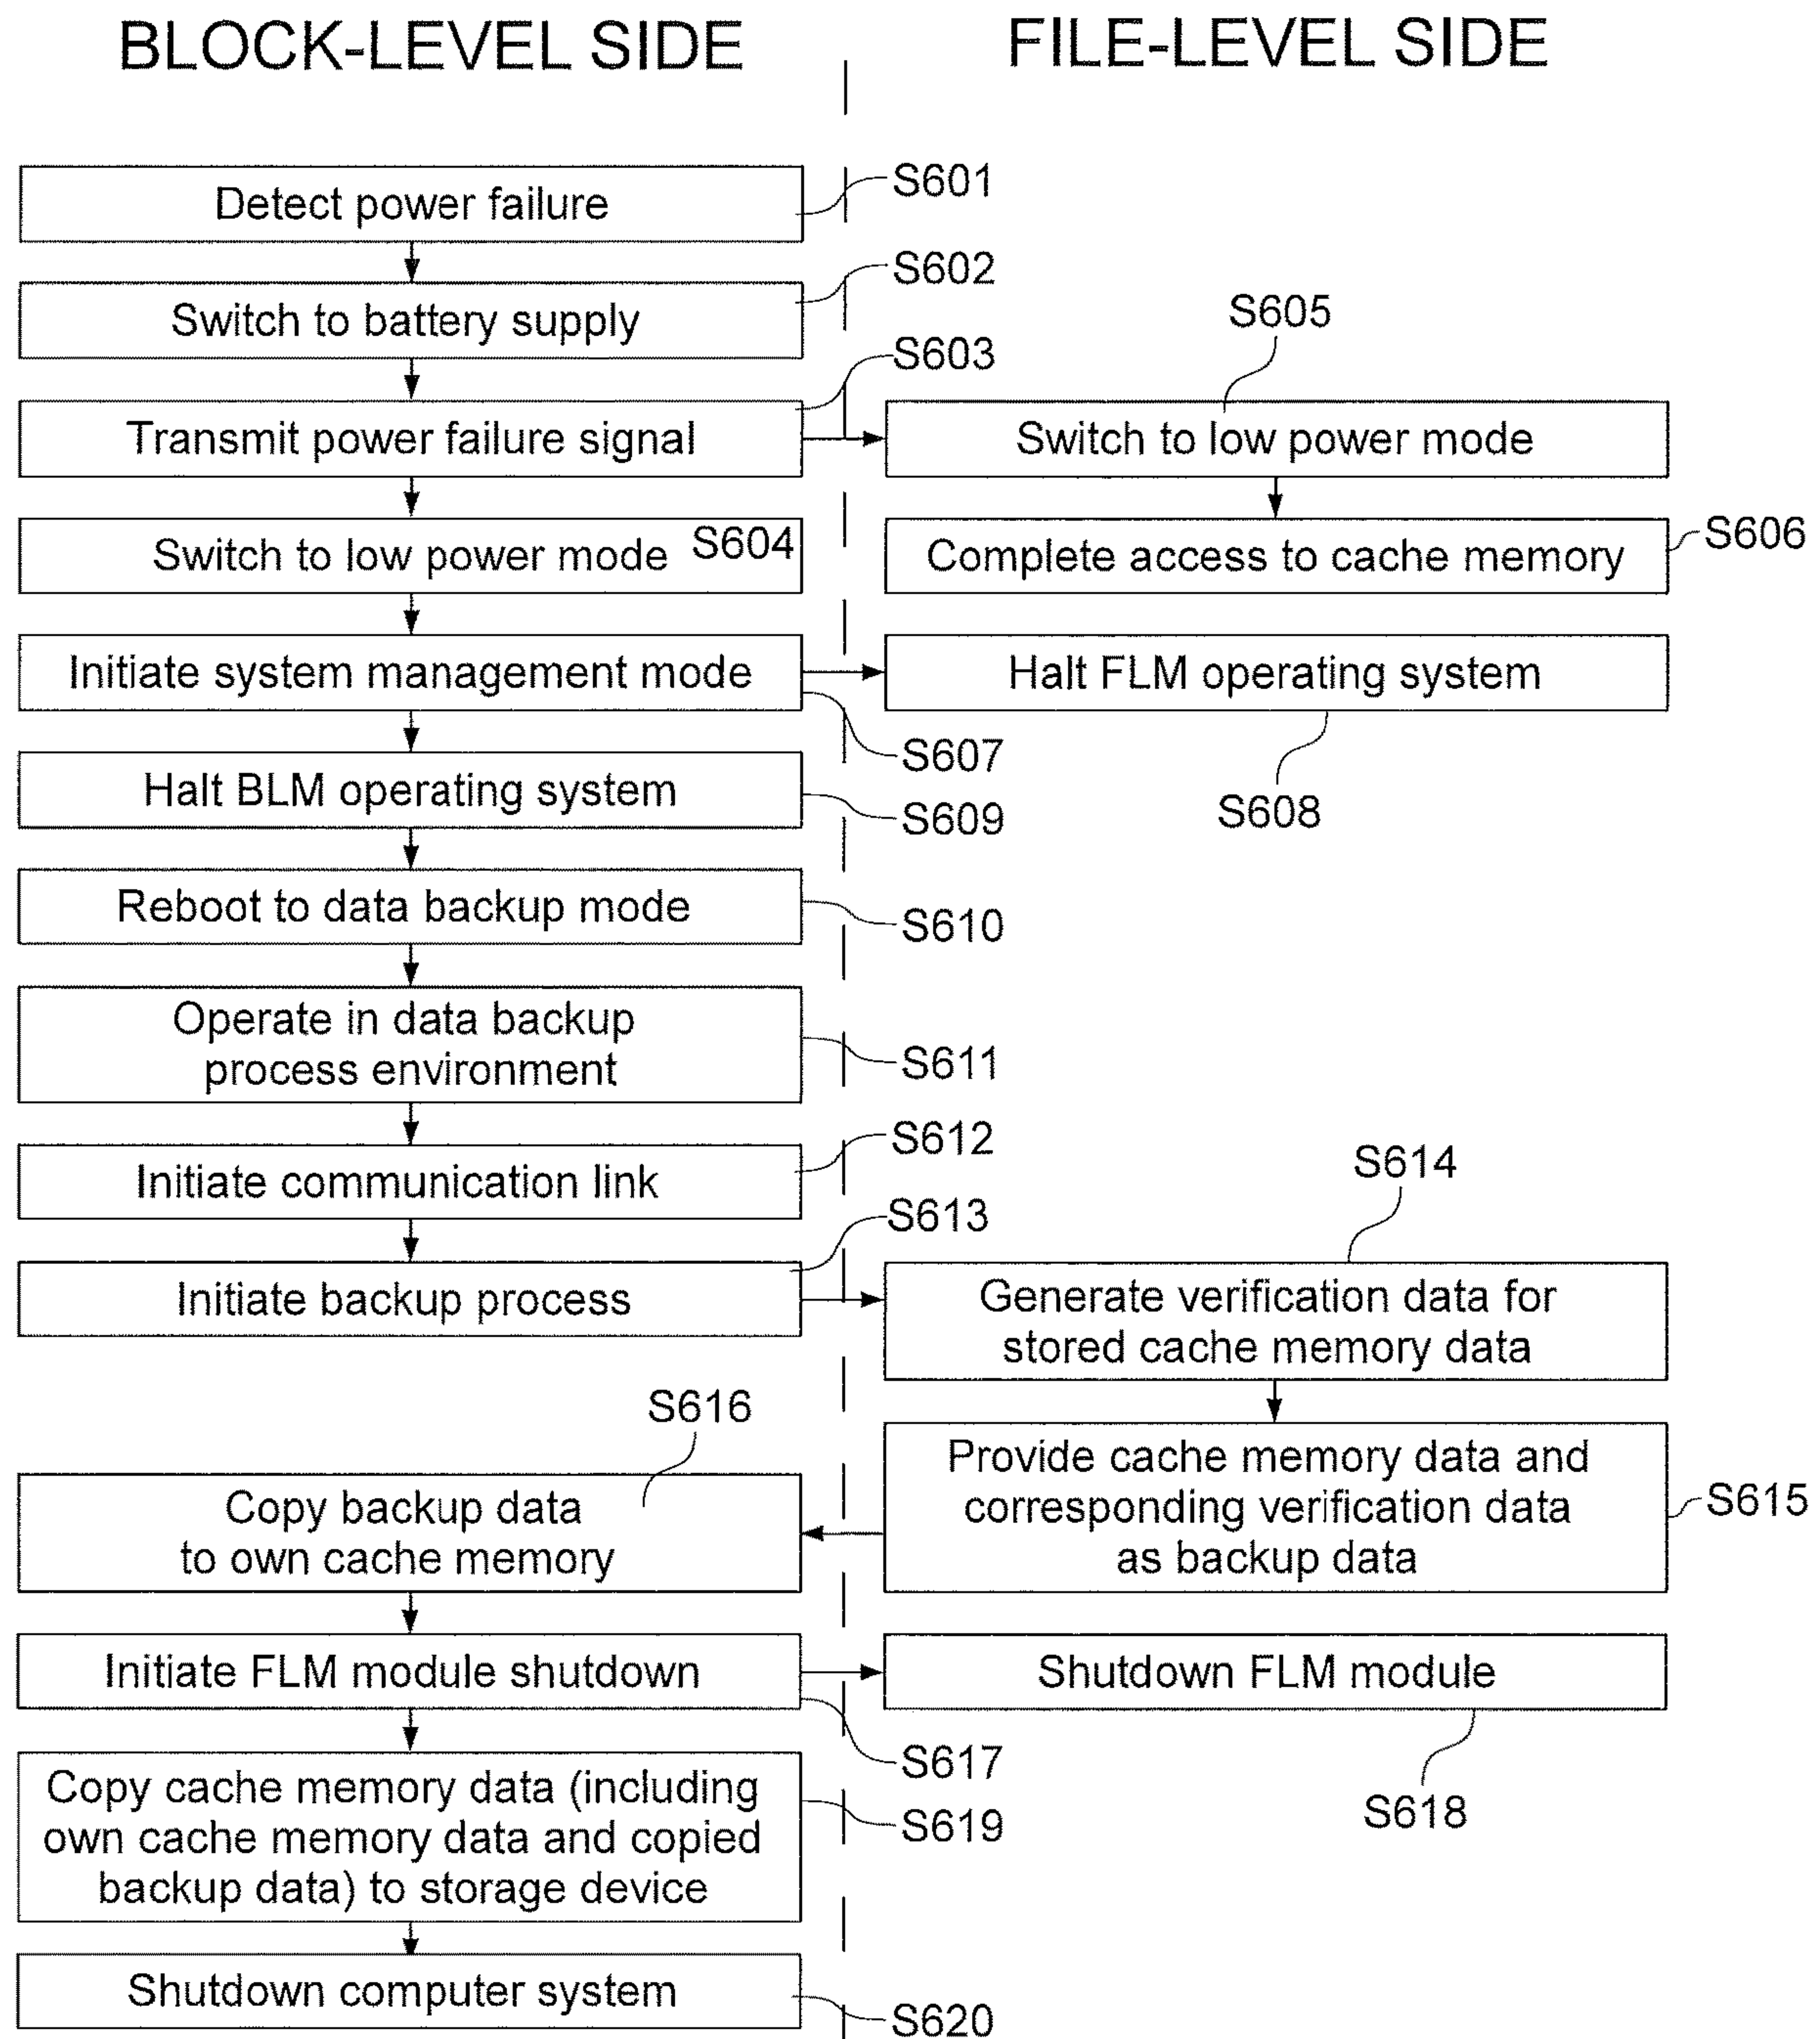 BLOCK-LEVEL SIDE
FILE-LEVEL SIDE
Detect power failure
S601
Switch to battery supply
S602
Transmit power failure signal
S603
Switch to low power mode
S605
Switch to low power mode S604
Complete access to cache memory
S606
Initiate system management mode
S607
Halt FLM operating system
S608
Halt BLM operating system
S609
Reboot to data backup mode
S610
Operate in data backup
process environment
S611
Initiate communication link
S612
Initiate backup process
S613
S614
Generate verification data for
stored cache memory data
Provide cache memory data and
corresponding verification data
as backup data
S615
S616
Copy backup data
to own cache memory
Initiate FLM module shutdown
S617
Shutdown FLM module
S618
Copy cache memory data (including
own cache memory data and copied
backup data) to storage device
S619
Shutdown computer system
S620